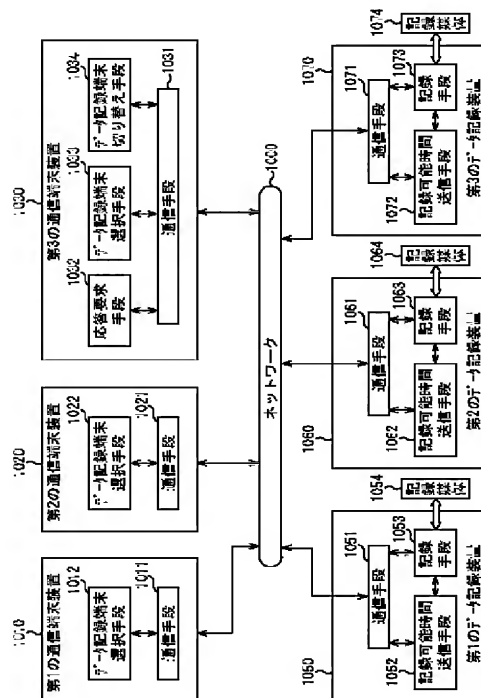 1010
第1の通信端末装置
1012
データ記録端末
選択手段
1011
通信手段
1020
第2の通信端末装置
1022
データ記録端末
選択手段
1021
通信手段
1030
第3の通信端末装置
1032
応答要求
手段
1033
データ記録端末
選択手段
1034
データ記録端末
切り替え手段
1031
通信手段
1000
ネットワーク
1050
1051
通信手段
1052
記録可能時間
送信手段
1053
記録
手段
1054
記録
媒体
第1のデータ記録装置
1060
1061
通信手段
1062
記録可能時間
送信手段
1063
記録
手段
1064
記録
媒体
第2のデータ記録装置
1070
1071
通信手段
1072
記録可能時間
送信手段
1073
記録
手段
1074
記録
媒体
第3のデータ記録装置